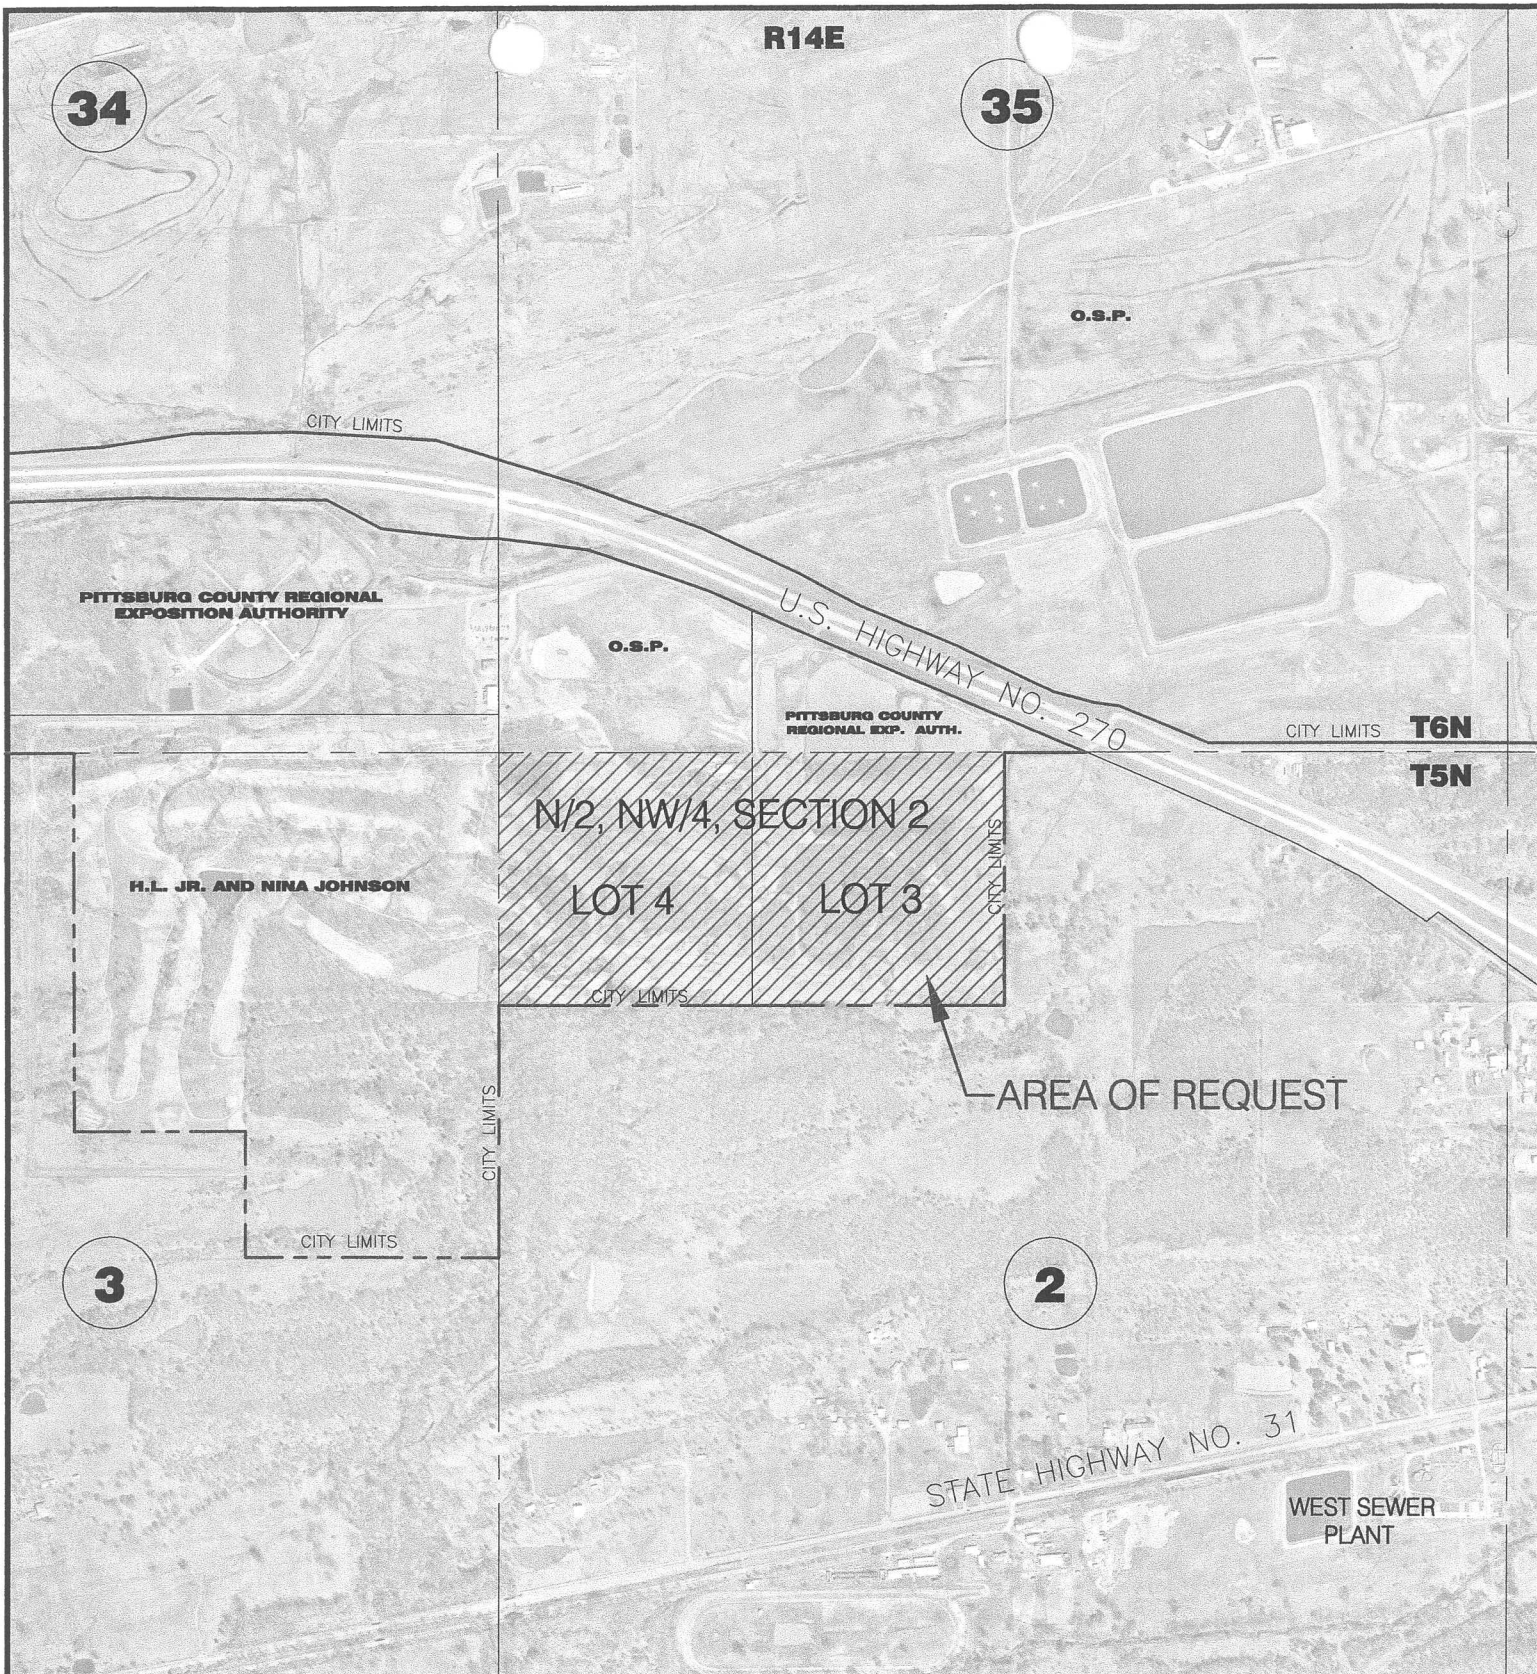 R14E
34
35
O.S.P.
CITY LIMITS
PITTSBURG COUNTY REGIONAL
EXPOSITION AUTHORITY
O.S.P.
U.S. HIGHWAY NO. 270
PITTSBURG COUNTY
REGIONAL EXP. AUTH.
CITY LIMITS
T6N
T5N
N/2, NW/4, SECTION 2
CITY LIMITS
H.L. JR. AND NINA JOHNSON
LOT 4
LOT 3
CITY LIMITS
AREA OF REQUEST
CITY LIMITS
CITY LIMITS
3
2
STATE HIGHWAY NO. 31
WEST SEWER
PLANT